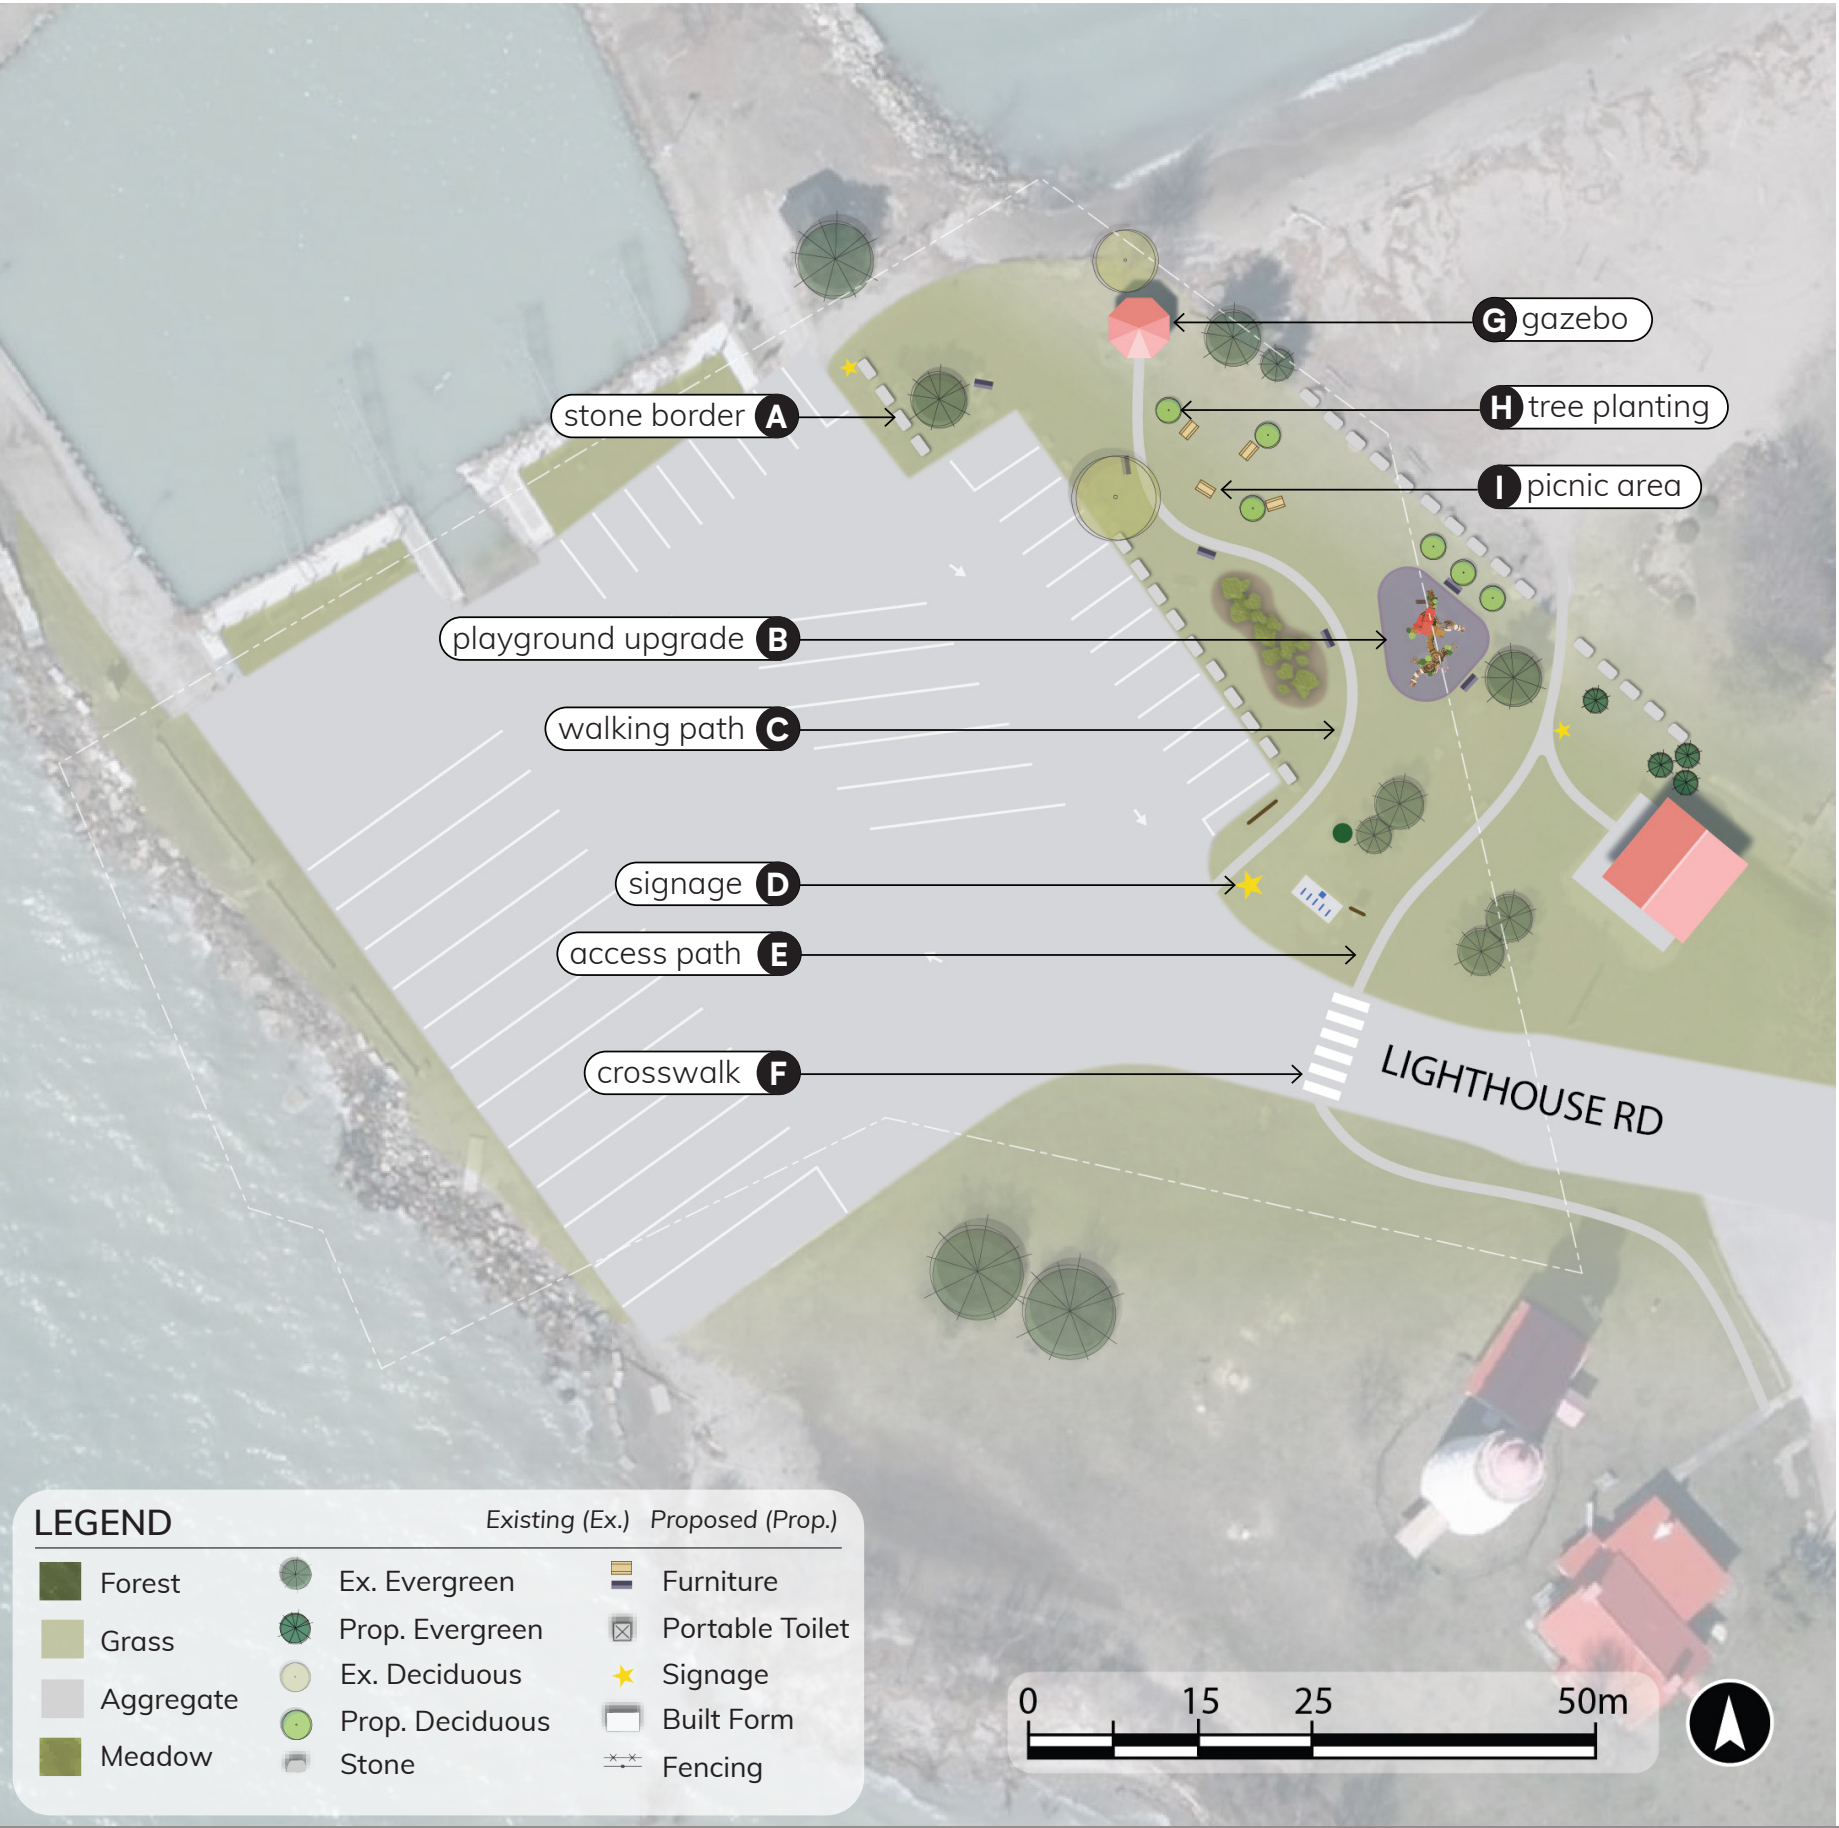 G gazebo
stone border A
H tree planting
I picnic area
playground upgrade B
walking path C
signage D
access path E
crosswalk F
LIGHTHOUSE RD
LEGEND
Existing (Ex.) Proposed (Prop.)
Forest
Grass
Aggregate
Meadow
Ex. Evergreen
Prop. Evergreen
Ex. Deciduous
Prop. Deciduous
Stone
Furniture
Portable Toilet
Signage
Built Form
Fencing
0 15 25 50m